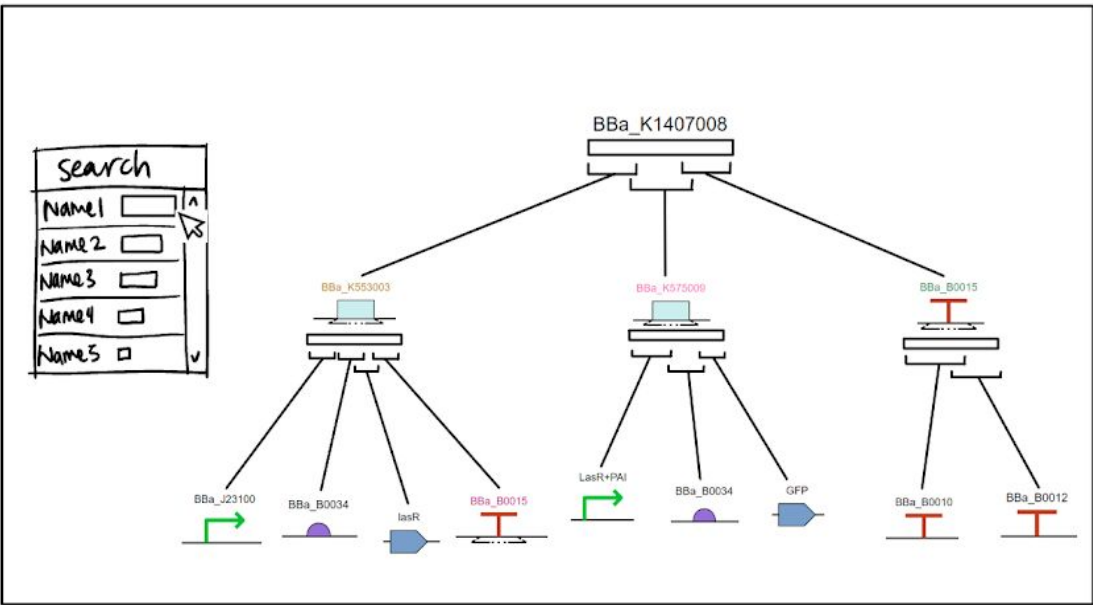 search
Name1
Name2
Name3
Name4
Name5
BBa_K1407008
BBa_K553003
BBa_K575009
BBa_B0015
BBa_J23100
BBa_B0034
lasR
BBa_B0015
LasR+PAI
BBa_B0034
GFP
BBa_B0010
BBa_B0012